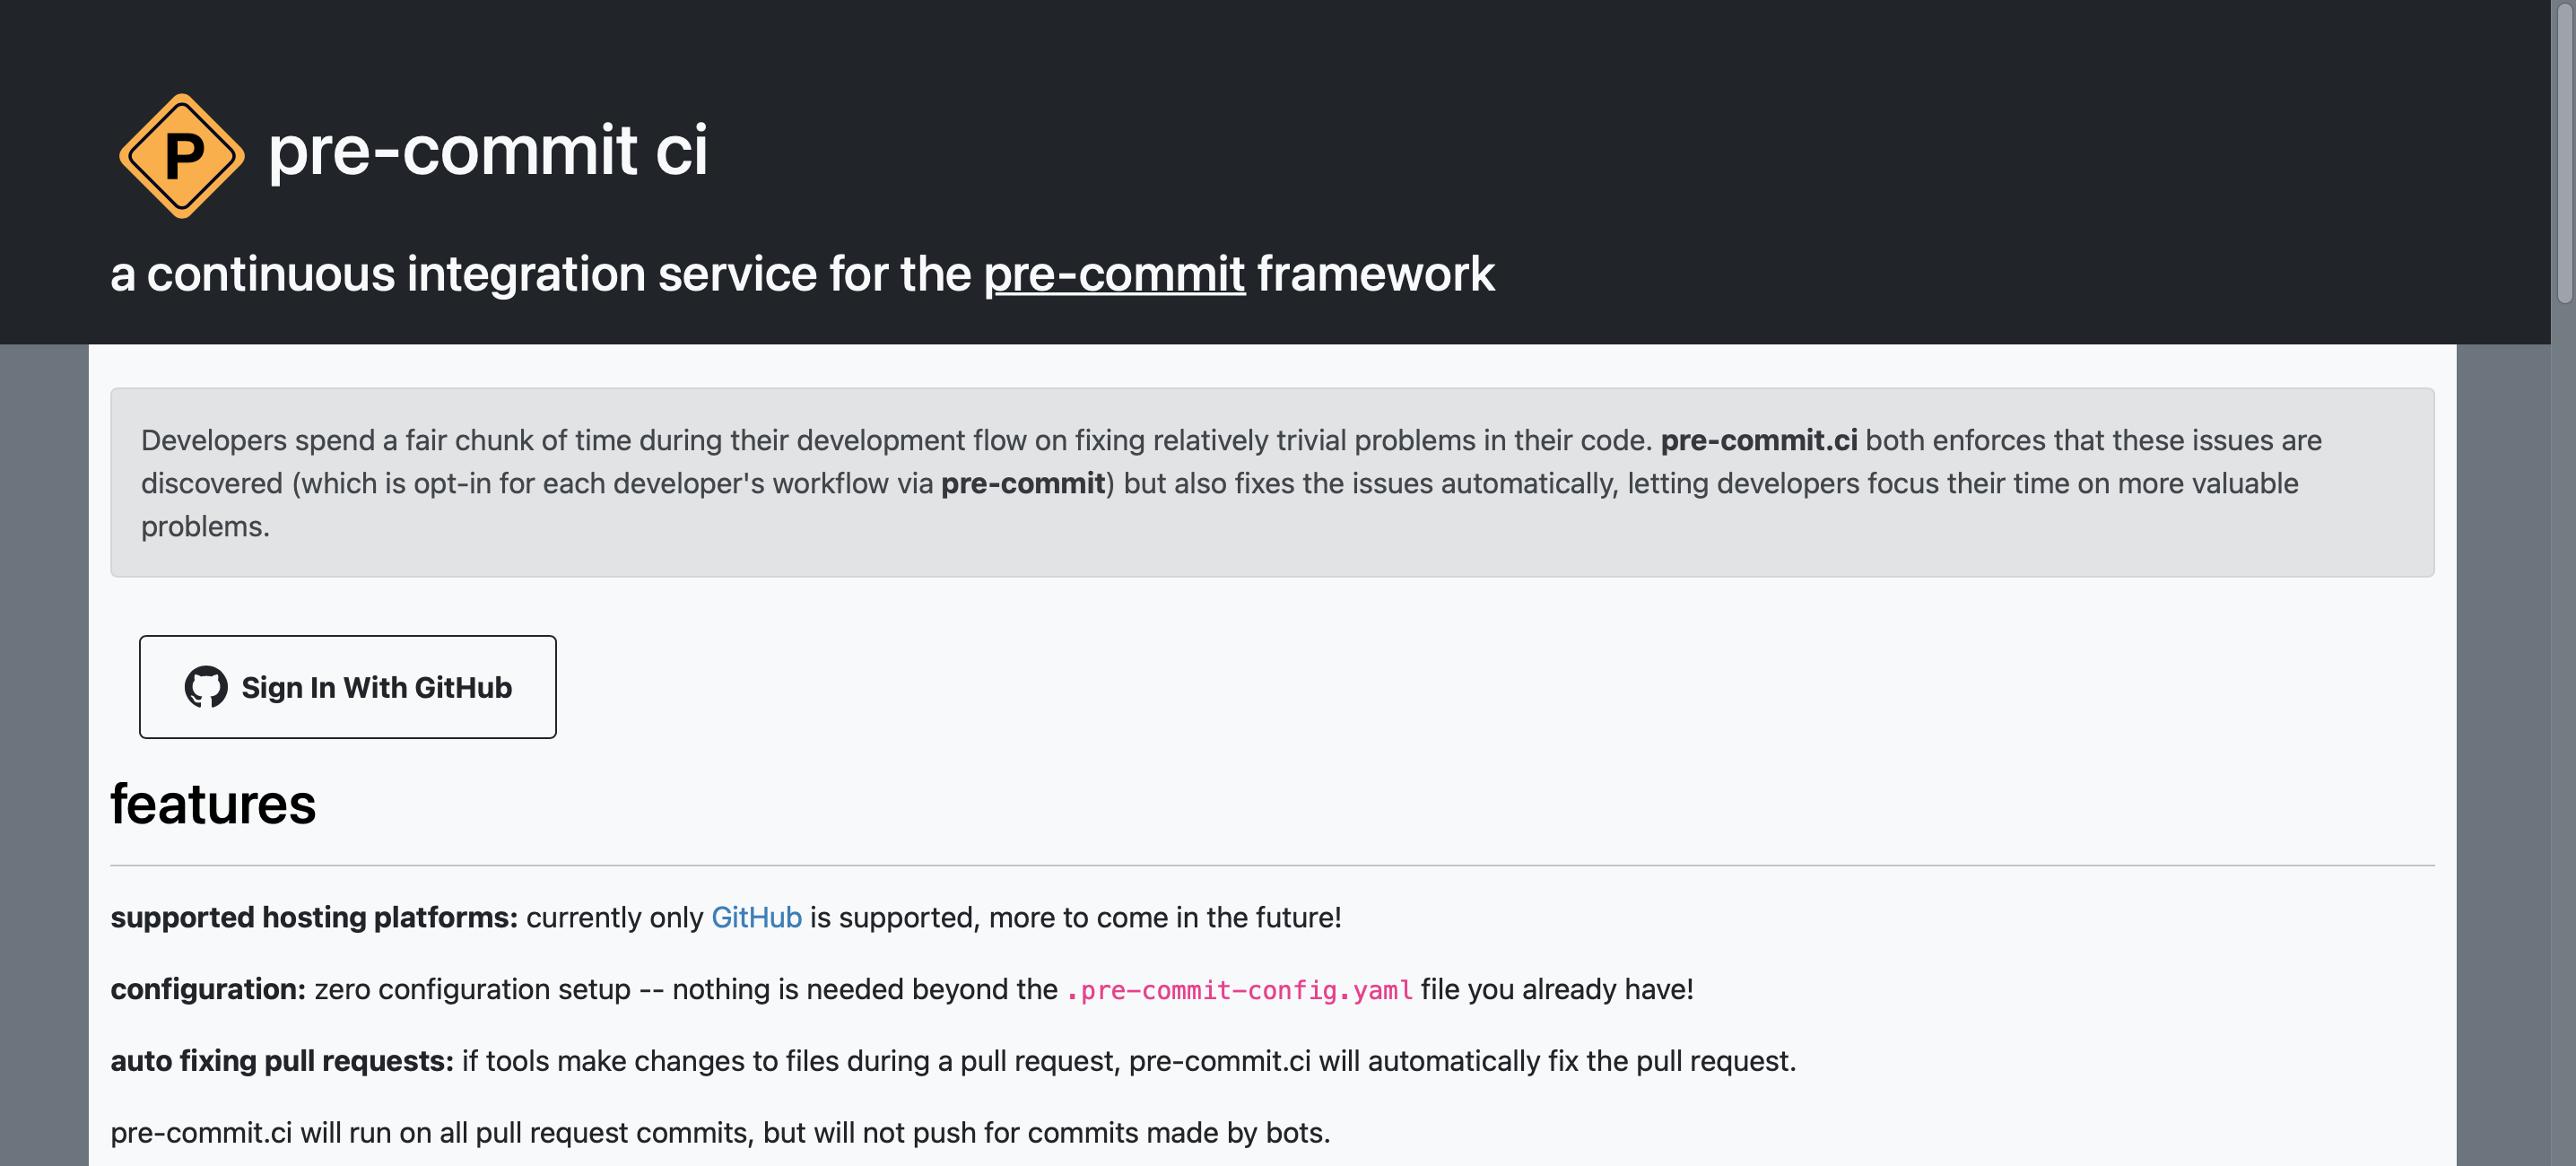 P
pre-commit ci
a continuous integration service for the pre-commit framework
Developers spend a fair chunk of time during their development flow on fixing relatively trivial problems in their code. pre-commit.ci both enforces that these issues are
discovered (which is opt-in for each developer's workflow via pre-commit) but also fixes the issues automatically, letting developers focus their time on more valuable
problems.
Sign In With GitHub
features
supported hosting platforms: currently only GitHub is supported, more to come in the future!
configuration: zero configuration setup -- nothing is needed beyond the .pre-commit-config.yaml file you already have!
auto fixing pull requests: if tools make changes to files during a pull request, pre-commit.ci will automatically fix the pull request.
pre-commit.ci will run on all pull request commits, but will not push for commits made by bots.